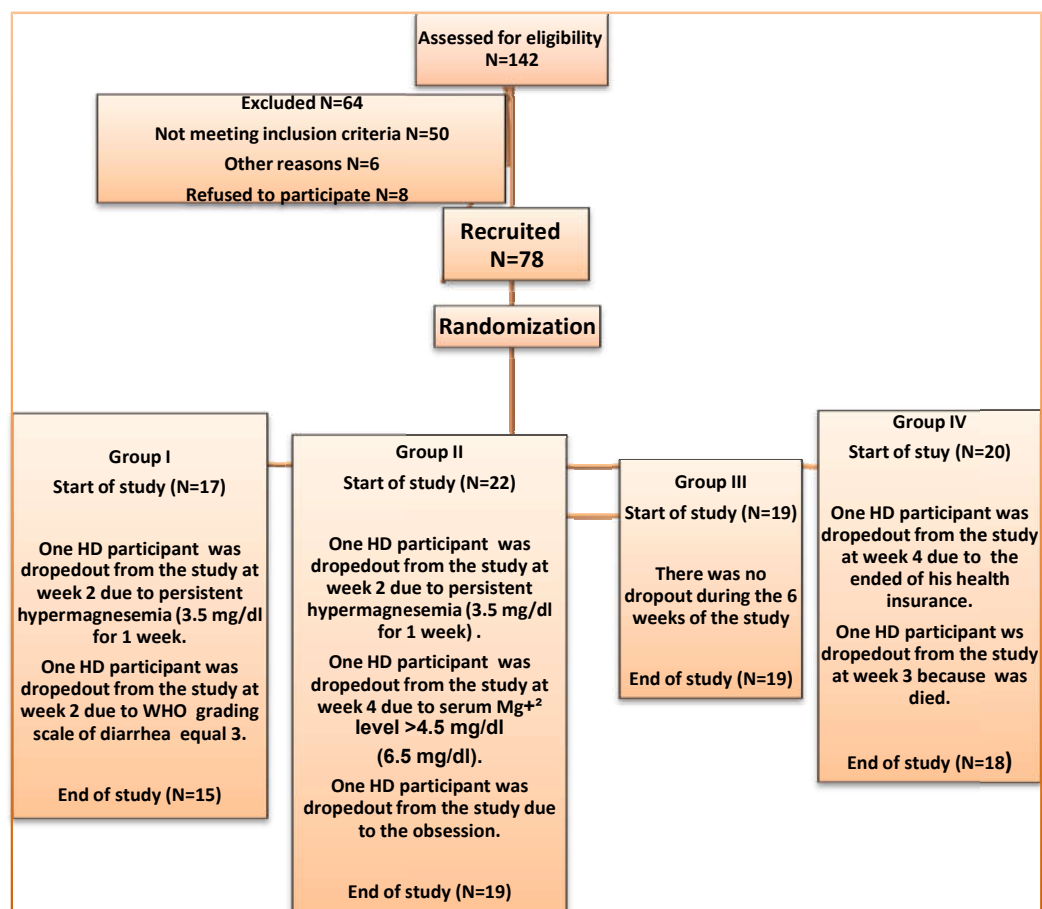 Assessed for eligibility
N=142
Excluded N=64
Not meeting inclusion criteria N=50
Other reasons N=6
Refused to participate N=8
Recruited
N=78
Randomization
Group I
Start of study (N=17)
One HD participant was
dropedout from the study at
week 2 due to persistent
hypermagnesemia (3.5 mg/dl
for 1 week.
One HD participant was
dropedout from the study at
week 2 due to WHO grading
scale of diarrhea equal 3.
End of study (N=15)
Group II
Start of study (N=22)
One HD participant was
dropedout from the study at
week 2 due to persistent
hypermagnesemia (3.5 mg/dl
for 1 week) .
One HD participant was
dropedout from the study at
week 4 due to serum Mg+²
level >4.5 mg/dl
(6.5 mg/dl).
One HD participant was
dropedout from the study due
to the obsession.
End of study (N=19)
Group III
Start of study (N=19)
There was no
dropout during the 6
weeks of the study
End of study (N=19)
Group IV
Start of stuy (N=20)
One HD participant was
dropedout from the study
at week 4 due to the
ended of his health
insurance.
One HD participant ws
dropedout from the study
at week 3 because was
died.
End of study (N=18)